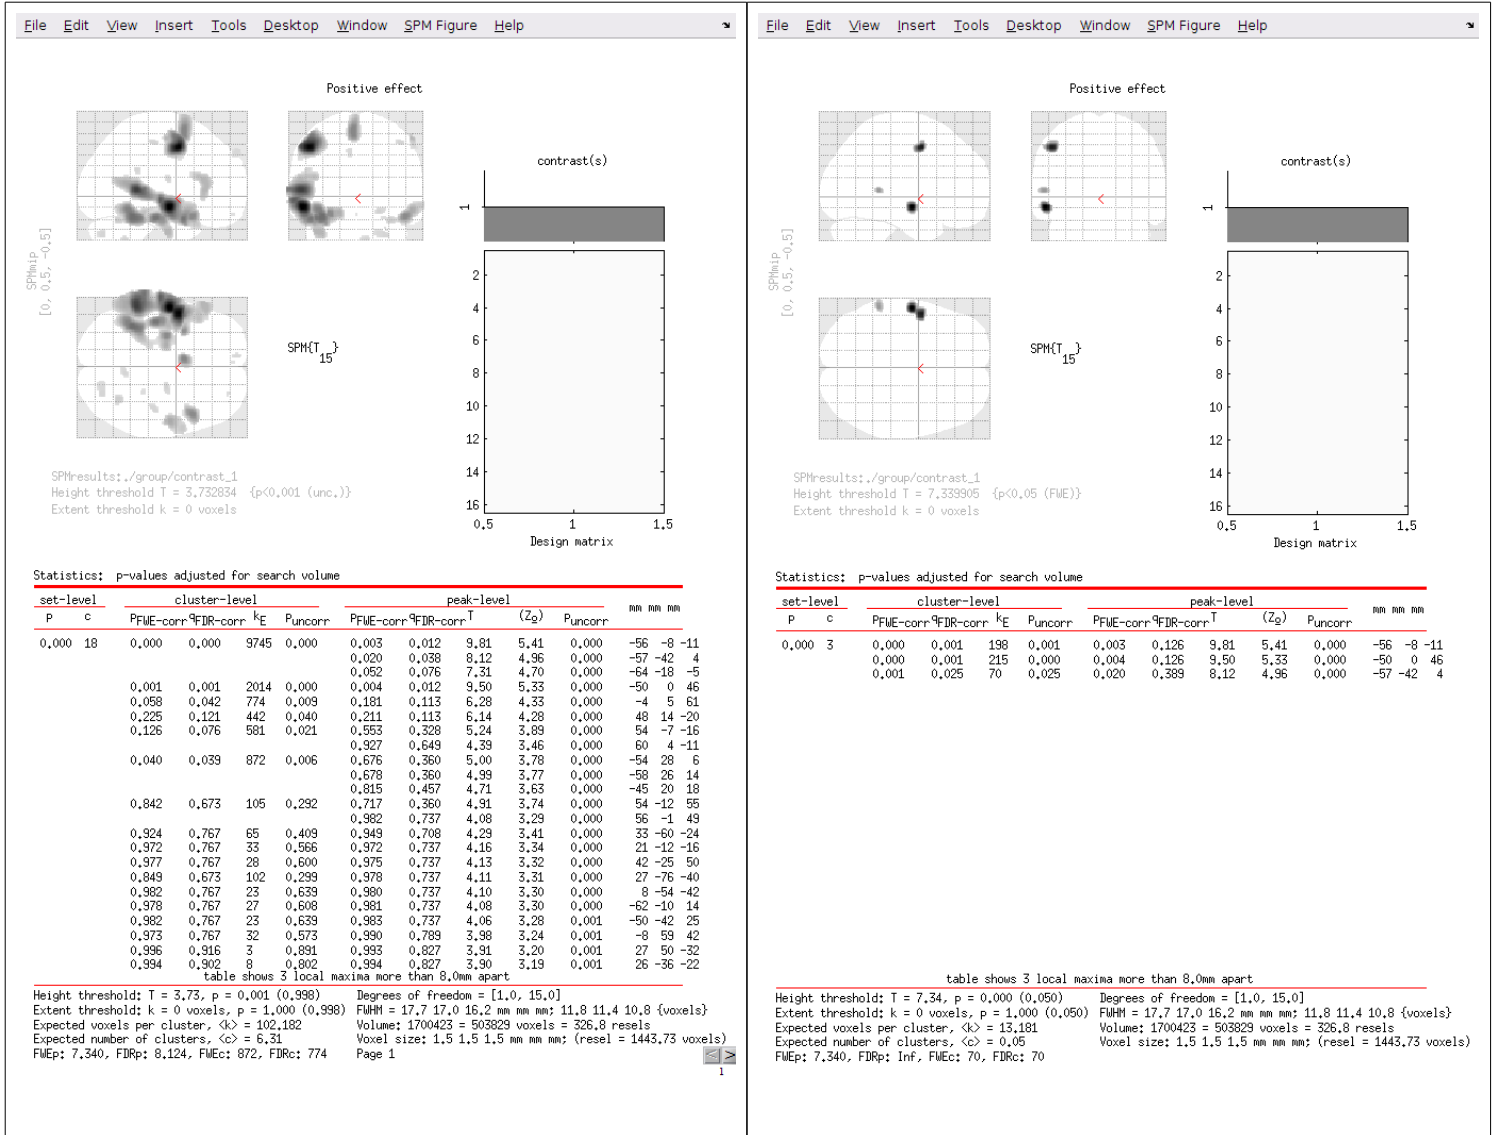 File Edit View Insert Tools Desktop Window SPM Figure Help
Positive effect
SPMmip
[0, 0.5, -0.5]
contrast(s)
1
SPM{T15}
2
4
6
8
10
12
14
16
0.5 1 1.5
Design matrix
SPMresults:./group/contrast_1
Height threshold T = 3.732834 {p<0.001 (unc.)}
Extent threshold k = 0 voxels
Statistics: p-values adjusted for search volume
set-level cluster-level peak-level mm mm mm
p c PFWE-corr qFDR-corr kE Puncorr PFWE-corr qFDR-corr T (Zo) Puncorr
0.000 18 0.000 0.000 9745 0.000 0.003 0.012 9.81 5.41 0.000 -56 -8 -11
0.020 0.038 8.12 4.96 0.000 -57 -42 4
0.052 0.076 7.31 4.70 0.000 -64 -18 -5
0.001 0.001 2014 0.000 0.004 0.012 9.50 5.33 0.000 -50 0 46
0.058 0.042 774 0.009 0.181 0.113 6.28 4.33 0.000 -4 5 61
0.225 0.121 442 0.040 0.211 0.113 6.14 4.28 0.000 48 14 -20
0.126 0.076 581 0.021 0.553 0.328 5.24 3.89 0.000 54 -7 -16
0.927 0.649 4.39 3.46 0.000 60 4 -11
0.040 0.039 872 0.006 0.676 0.360 5.00 3.78 0.000 -54 28 6
0.678 0.360 4.99 3.77 0.000 -58 26 14
0.815 0.457 4.71 3.63 0.000 -45 20 18
0.842 0.673 105 0.292 0.717 0.360 4.91 3.74 0.000 54 -12 55
0.982 0.737 4.08 3.29 0.000 56 -1 49
0.924 0.767 65 0.409 0.949 0.708 4.29 3.41 0.000 33 -60 -24
0.972 0.767 33 0.566 0.972 0.737 4.16 3.34 0.000 21 -12 -16
0.977 0.767 28 0.600 0.975 0.737 4.13 3.32 0.000 42 -25 50
0.849 0.673 102 0.299 0.978 0.737 4.11 3.31 0.000 27 -76 -40
0.982 0.767 23 0.639 0.980 0.737 4.10 3.30 0.000 8 -54 -42
0.978 0.767 27 0.608 0.981 0.737 4.08 3.30 0.000 -62 -10 14
0.982 0.767 23 0.639 0.983 0.737 4.06 3.28 0.001 -50 -42 25
0.973 0.767 32 0.573 0.990 0.789 3.98 3.24 0.001 -8 59 42
0.996 0.916 3 0.891 0.993 0.827 3.91 3.20 0.001 27 50 -32
0.994 0.902 8 0.802 0.994 0.827 3.90 3.19 0.001 26 -36 -22
table shows 3 local maxima more than 8.0mm apart
Height threshold: T = 3.73, p = 0.001 (0.998) Degrees of freedom = [1.0, 15.0]
Extent threshold: k = 0 voxels, p = 1.000 (0.998) FWHM = 17.7 17.0 16.2 mm mm mm; 11.8 11.4 10.8 {voxels}
Expected voxels per cluster, <k> = 102.182 Volume: 1700423 = 503829 voxels = 326.8 resels
Expected number of clusters, <c> = 6.31 Voxel size: 1.5 1.5 1.5 mm mm mm; (resel = 1443.73 voxels)
FWEp: 7.340, FDRp: 8.124, FWEc: 872, FDRc: 774 Page 1
< >
1
File Edit View Insert Tools Desktop Window SPM Figure Help
Positive effect
SPMmip
[0, 0.5, -0.5]
contrast(s)
1
SPM{T15}
2
4
6
8
10
12
14
16
0.5 1 1.5
Design matrix
SPMresults:./group/contrast_1
Height threshold T = 7.339905 {p<0.05 (FWE)}
Extent threshold k = 0 voxels
Statistics: p-values adjusted for search volume
set-level cluster-level peak-level mm mm mm
p c PFWE-corr qFDR-corr kE Puncorr PFWE-corr qFDR-corr T (Zo) Puncorr
0.000 3 0.000 0.001 198 0.001 0.003 0.126 9.81 5.41 0.000 -56 -8 -11
0.000 0.001 215 0.000 0.004 0.126 9.50 5.33 0.000 -50 0 46
0.001 0.025 70 0.025 0.020 0.389 8.12 4.96 0.000 -57 -42 4
table shows 3 local maxima more than 8.0mm apart
Height threshold: T = 7.34, p = 0.000 (0.050) Degrees of freedom = [1.0, 15.0]
Extent threshold: k = 0 voxels, p = 1.000 (0.050) FWHM = 17.7 17.0 16.2 mm mm mm; 11.8 11.4 10.8 {voxels}
Expected voxels per cluster, <k> = 13.181 Volume: 1700423 = 503829 voxels = 326.8 resels
Expected number of clusters, <c> = 0.05 Voxel size: 1.5 1.5 1.5 mm mm mm; (resel = 1443.73 voxels)
FWEp: 7.340, FDRp: Inf, FWEc: 70, FDRc: 70